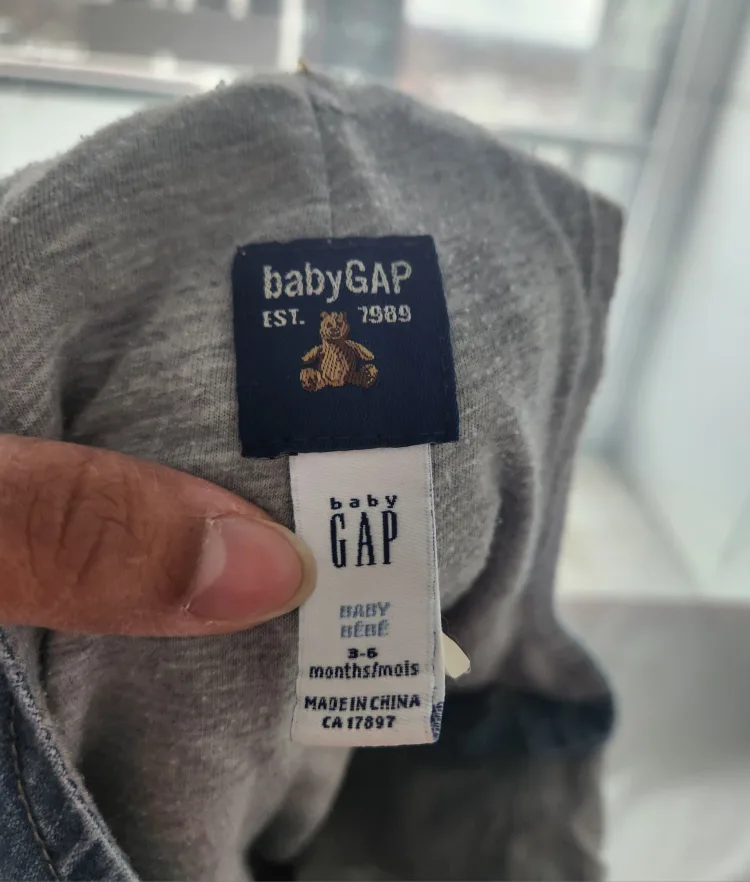 babyGAP
EST. 1989
baby
GAP
BABY
BÉBÉ
3-6
months/mois
MADE IN CHINA
CA 17897